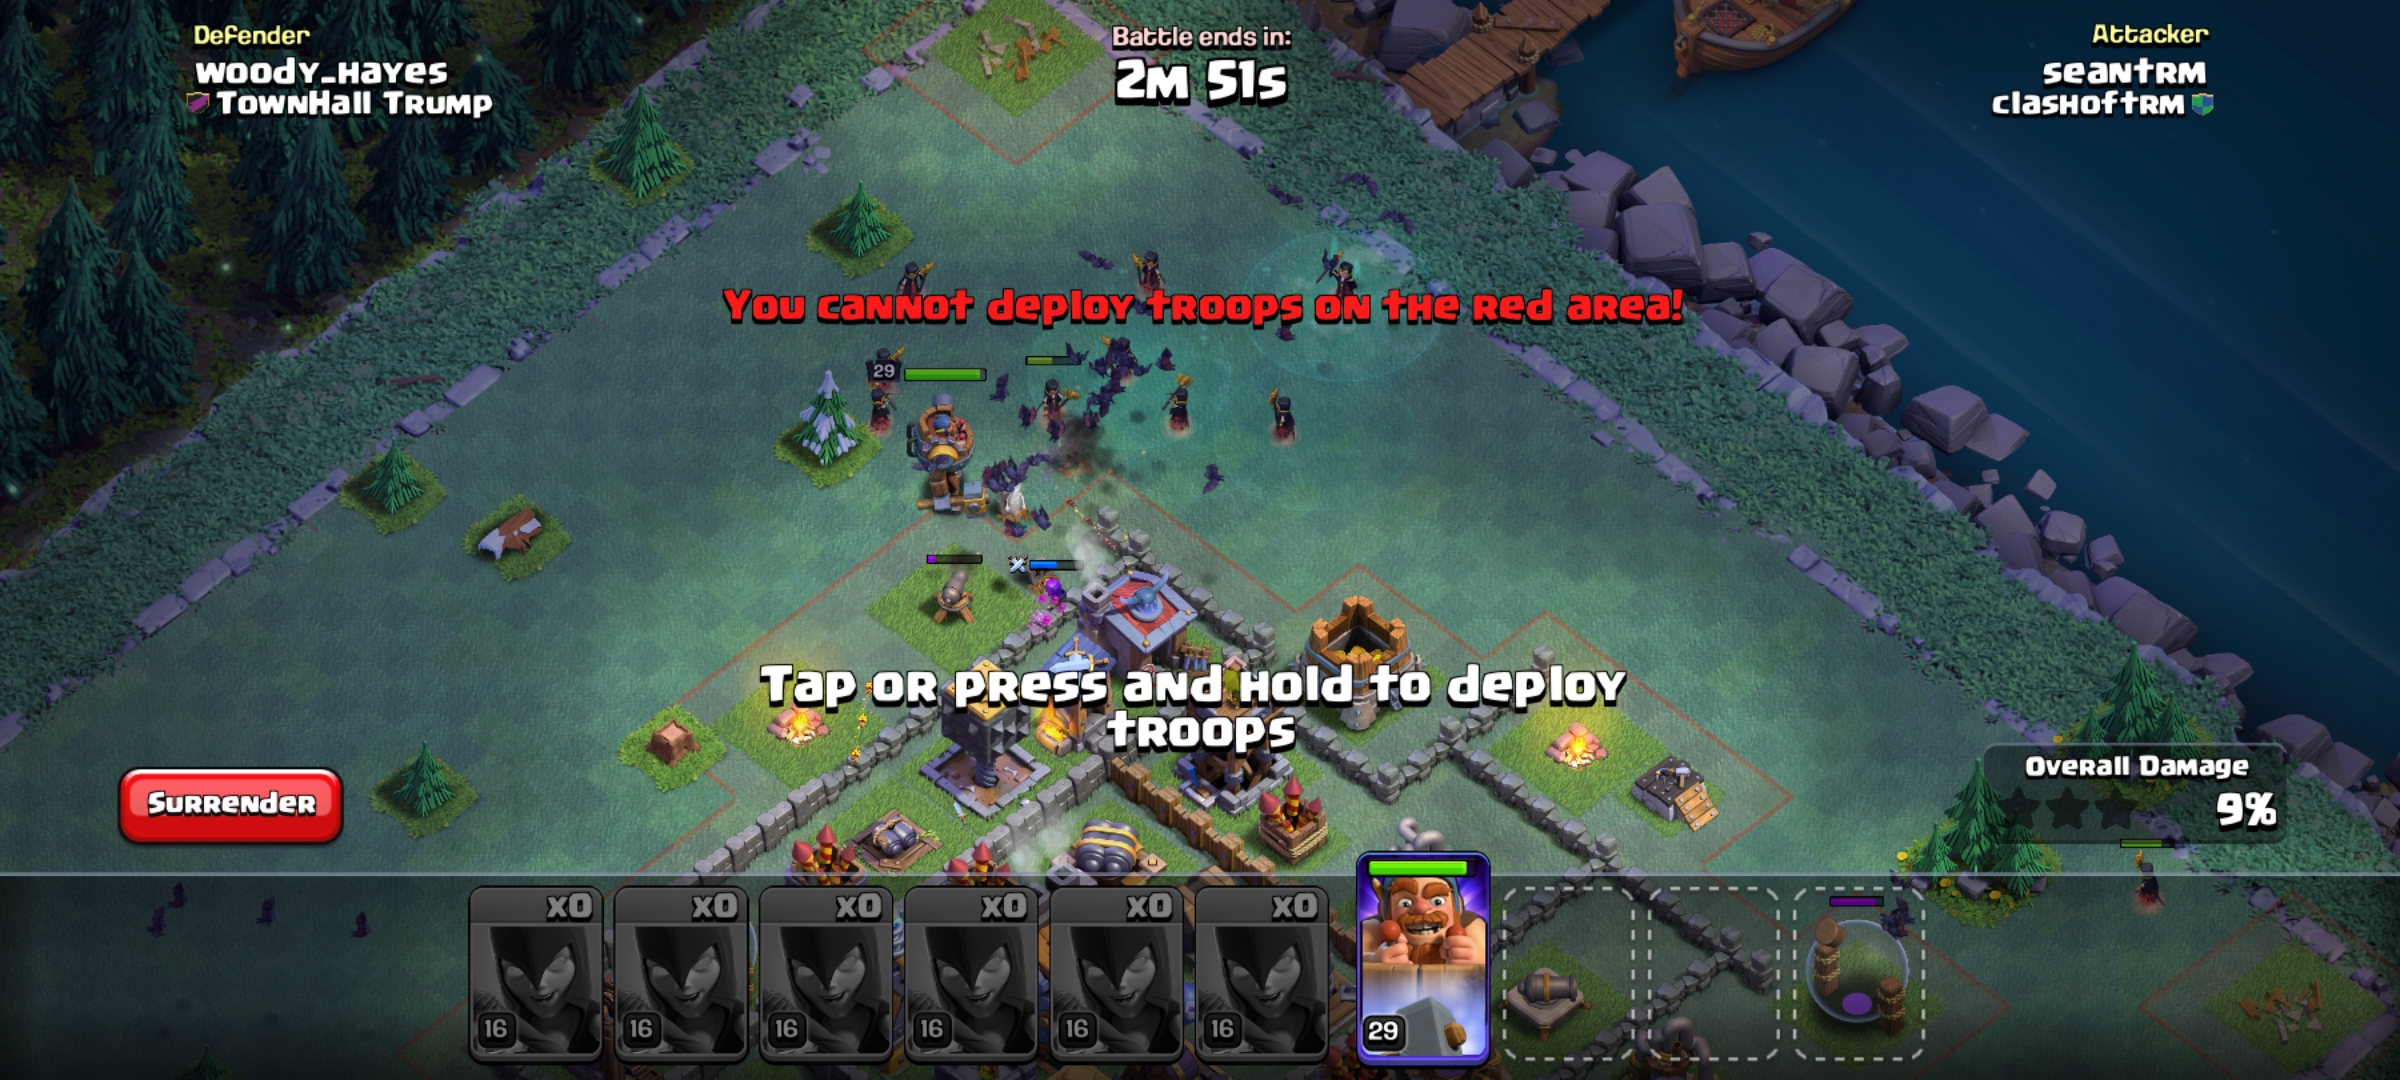 Defender
woody_hayes
TownHall Trump
Battle ends in:
2M 51s
Attacker
seantrm
clashoftrm
You cannot deploy troops on the red area!
29
Tap or press and hold to deploy
troops
Surrender
Overall Damage
9%
x0 x0 x0 x0 x0 x0
16 16 16 16 16 16 29